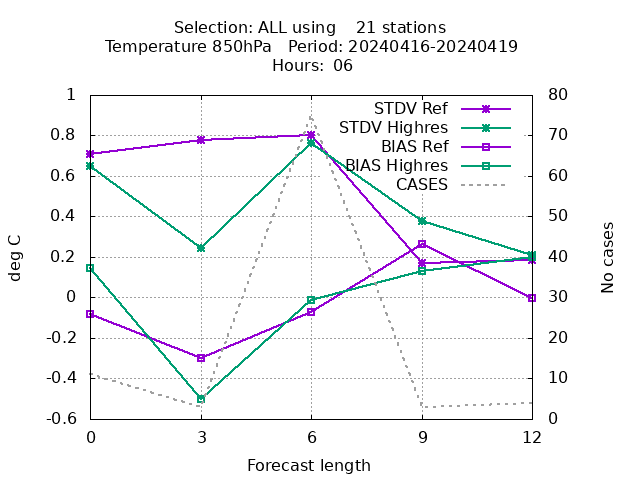 Selection: ALL using    21 stations
Temperature 850hPa   Period: 20240416-20240419
Hours:  06
1
0.8
0.6
0.4
0.2
0
-0.2
-0.4
-0.6
deg C
80
70
60
50
40
30
20
10
0
No cases
STDV Ref
STDV Highres
BIAS Ref
BIAS Highres
CASES
0 3 6 9 12
Forecast length